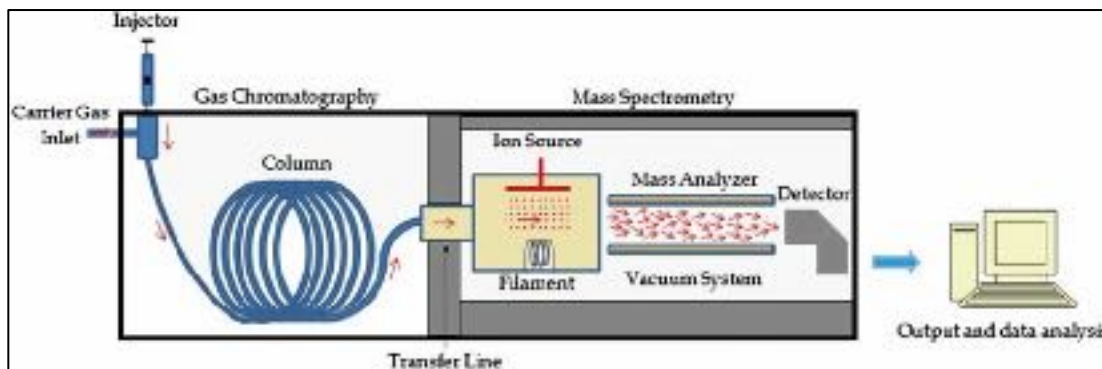 Injector
Gas Chromatography
Mass Spectrometry
Carrier Gas
Inlet
Column
Ion Source
Mass Analyzer
Detector
Filament
Vacuum System
Transfer Line
Output and data analysis